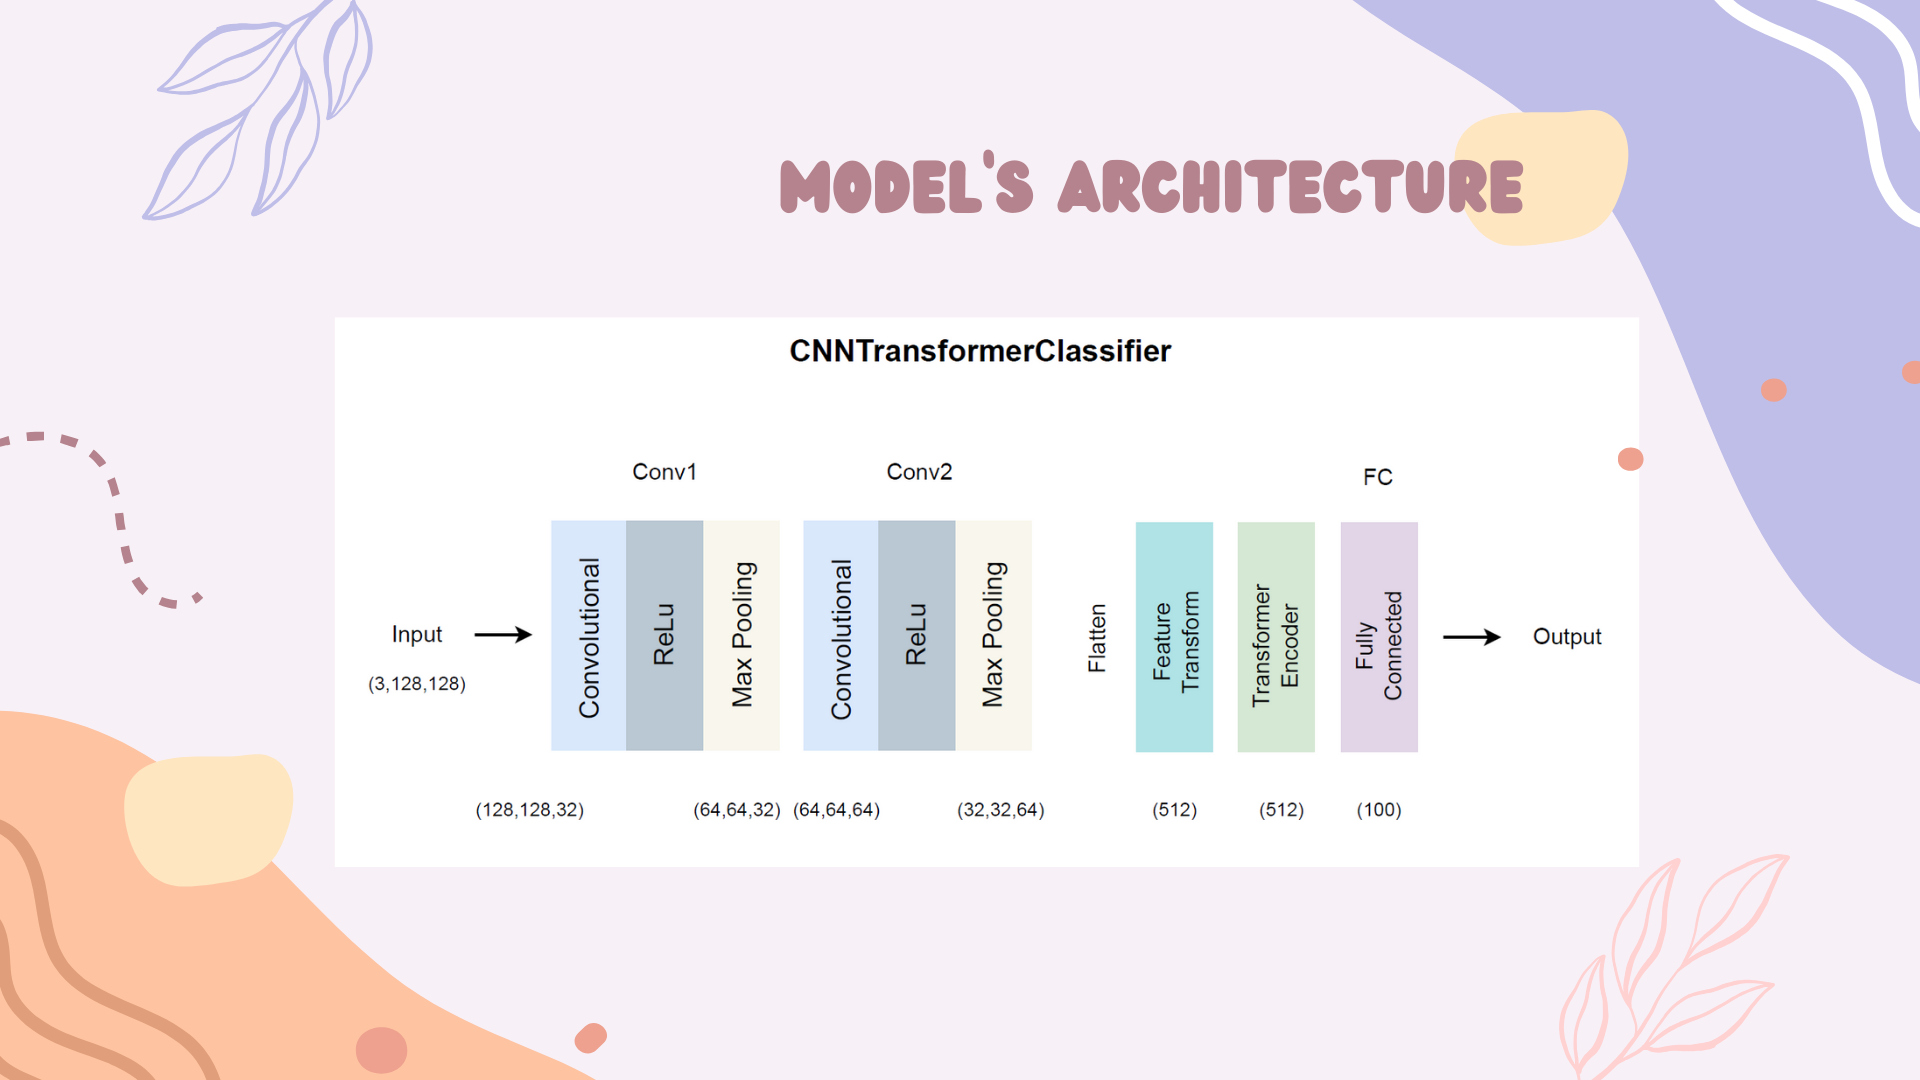 MODEL'S ARCHITECTURE
CNNTransformerClassifier
Conv1
Conv2
FC
Input
(3,128,128)
Convolutional
ReLu
Max Pooling
Convolutional
ReLu
Max Pooling
Flatten
Feature
Transform
Transformer
Encoder
Fully
Connected
Output
(128,128,32)
(64,64,32)
(64,64,64)
(32,32,64)
(512)
(512)
(100)